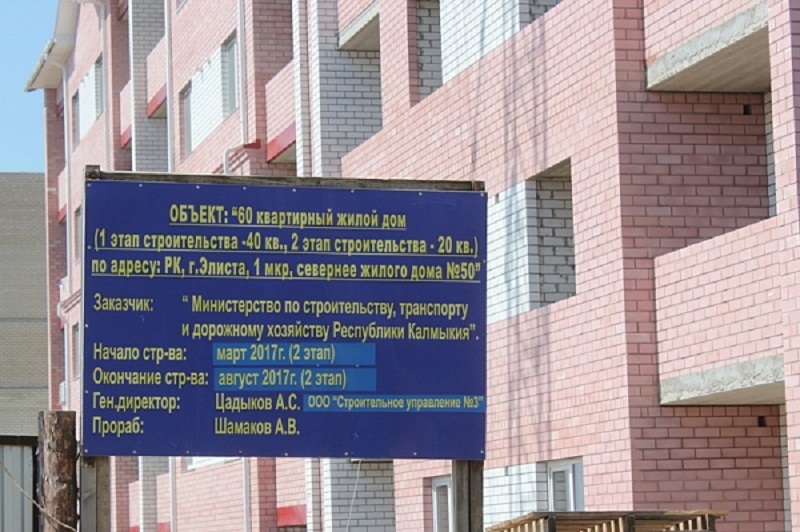 ОБЪЕКТ: "60 квартирный жилой дом
(1 этап строительства -40 кв., 2 этап строительства - 20 кв.)
по адресу: РК, г.Элиста, 1 мкр, севернее жилого дома №50"
Заказчик: " Министерство по строительству, транспорту
и дорожному хозяйству Республики Калмыкия".
Начало стр-ва: март 2017г. (2 этап)
Окончание стр-ва: август 2017г. (2 этап)
Ген.директор: Цадыков А.С. ООО "Строительное управление №3"
Прораб: Шамаков А.В.